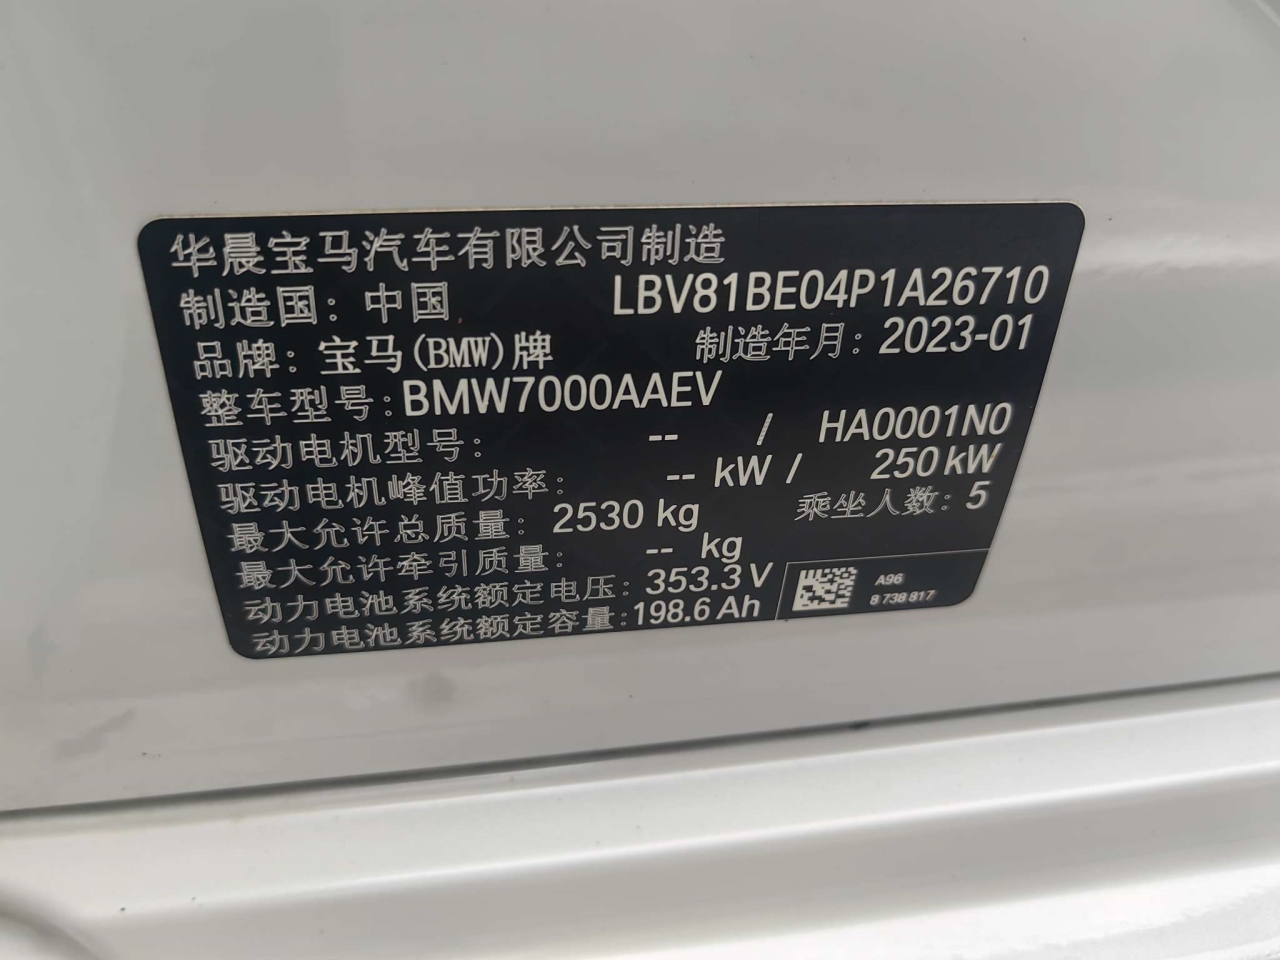 华晨宝马汽车有限公司制造
制造国：中国 LBV81BE04P1A26710
品牌：宝马(BMW)牌 制造年月：2023-01
整车型号：BMW7000AAEV
驱动电机型号： -- / HA0001N0
驱动电机峰值功率： -- kW / 250 kW
最大允许总质量：2530 kg 乘坐人数：5
最大允许牵引质量： -- kg
动力电池系统额定电压：353.3 V
动力电池系统额定容量：198.6 Ah
A96
8 738 817